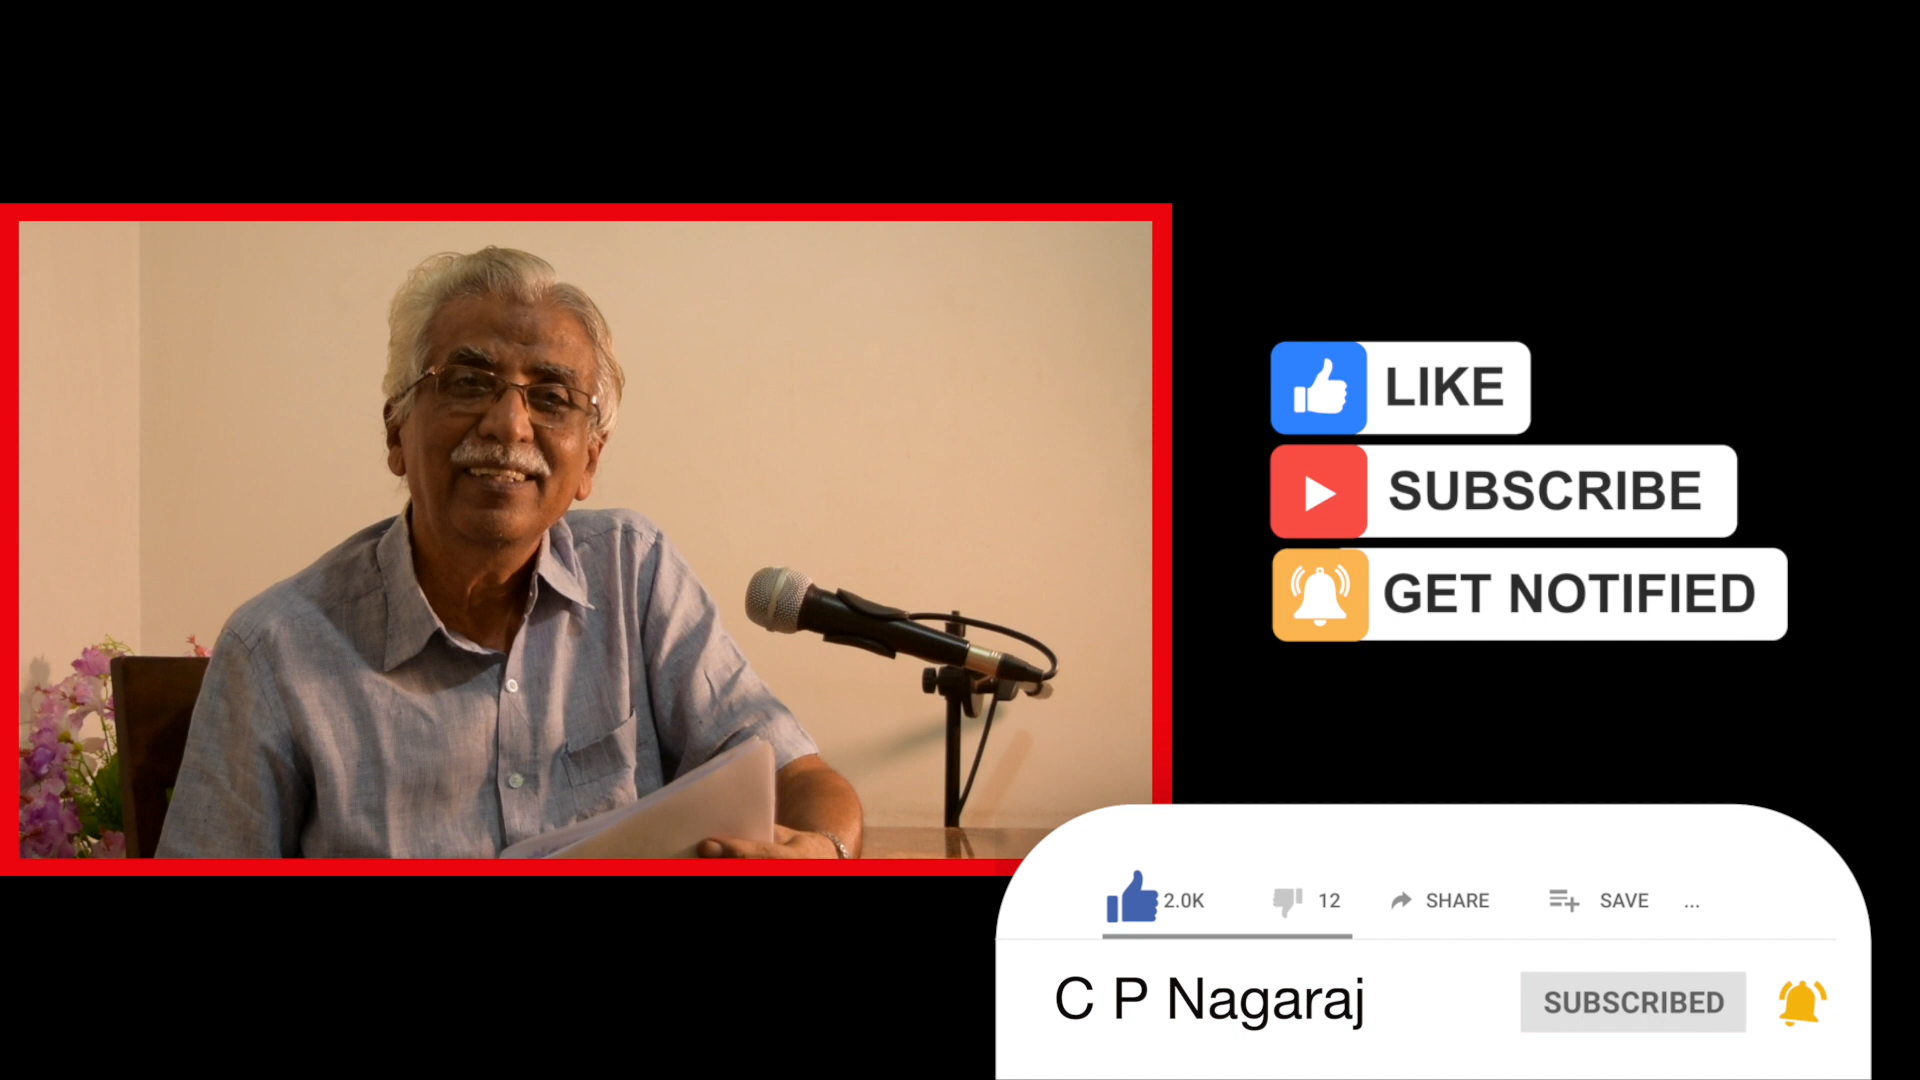 LIKE
SUBSCRIBE
GET NOTIFIED
2.0K 12 SHARE SAVE ...
C P Nagaraj SUBSCRIBED